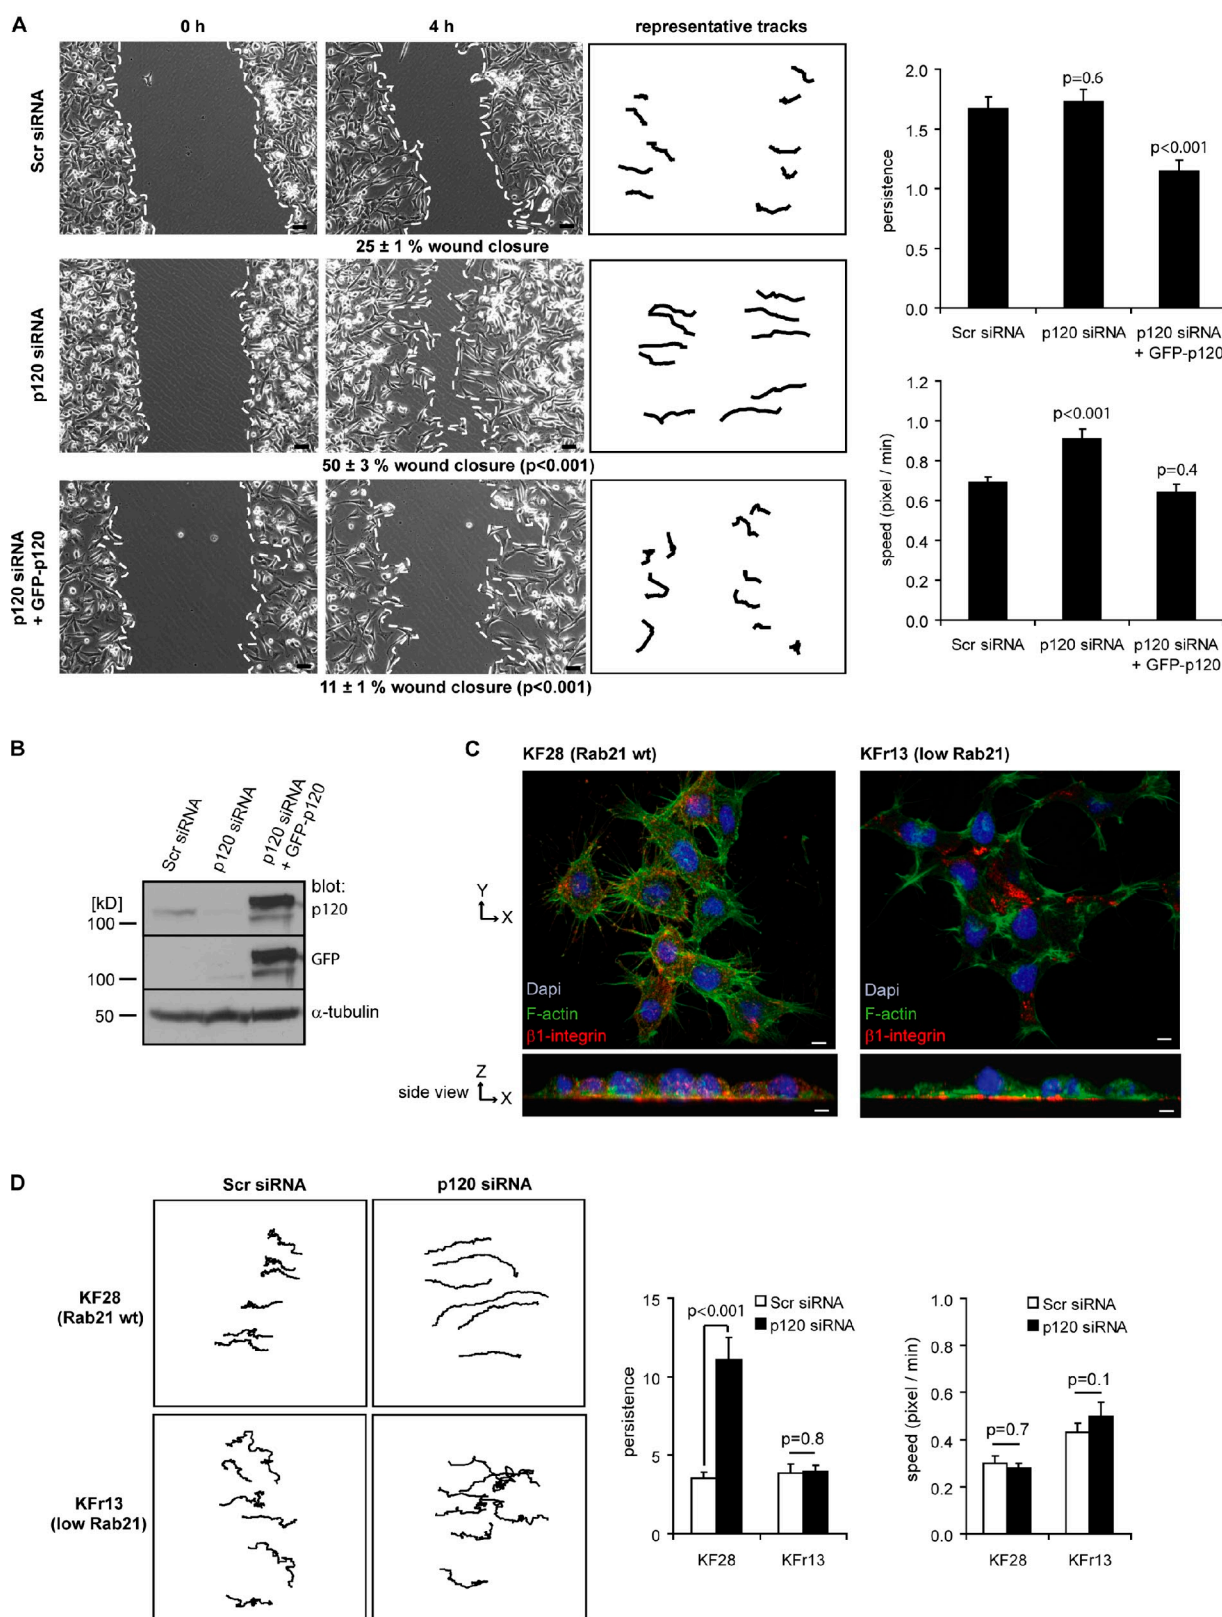 A
0 h
4 h
representative tracks
Scr siRNA
25 ± 1 % wound closure
p120 siRNA
50 ± 3 % wound closure (p<0.001)
p120 siRNA
+ GFP-p120
11 ± 1 % wound closure (p<0.001)
persistence
2.0
1.5
1.0
0.5
0.0
p=0.6
p<0.001
Scr siRNA
p120 siRNA
p120 siRNA
+ GFP-p120
speed (pixel / min)
1.2
1.0
0.8
0.6
0.4
0.2
0.0
p<0.001
p=0.4
Scr siRNA
p120 siRNA
p120 siRNA
+ GFP-p120
B
Scr siRNA
p120 siRNA
p120 siRNA
+ GFP-p120
blot:
[kD]
p120
100
GFP
100
50
α-tubulin
C
KF28 (Rab21 wt)
KFr13 (low Rab21)
Y
X
Dapi
F-actin
β1-integrin
Dapi
F-actin
β1-integrin
side view
Z
X
D
Scr siRNA
p120 siRNA
KF28
(Rab21 wt)
KFr13
(low Rab21)
persistence
15
10
5
0
p<0.001
Scr siRNA
p120 siRNA
p=0.8
KF28
KFr13
speed (pixel / min)
1.0
0.8
0.6
0.4
0.2
0.0
Scr siRNA
p120 siRNA
p=0.7
p=0.1
KF28
KFr13